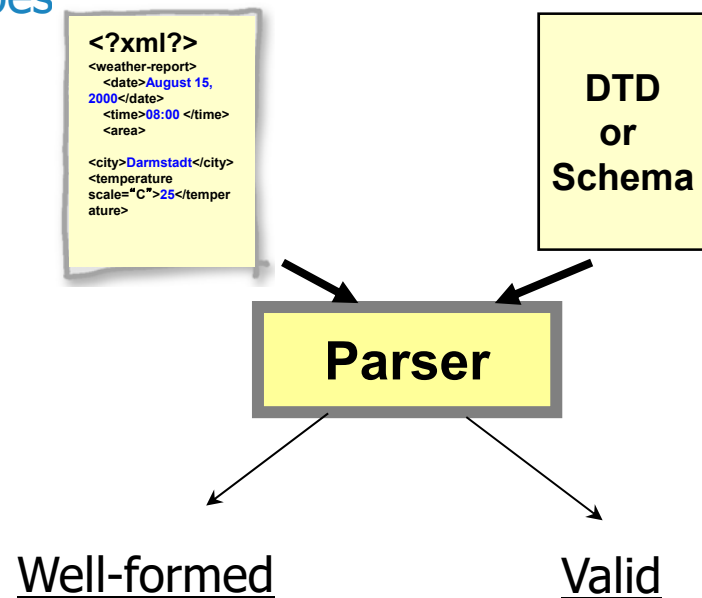 <?xml?>
<weather-report>
<date>August 15,
2000</date>
<time>08:00 </time>
<area>
<city>Darmstadt</city>
<temperature
scale=“C”>25</temper
ature>
DTD
or
Schema
Parser
Well-formed
Valid